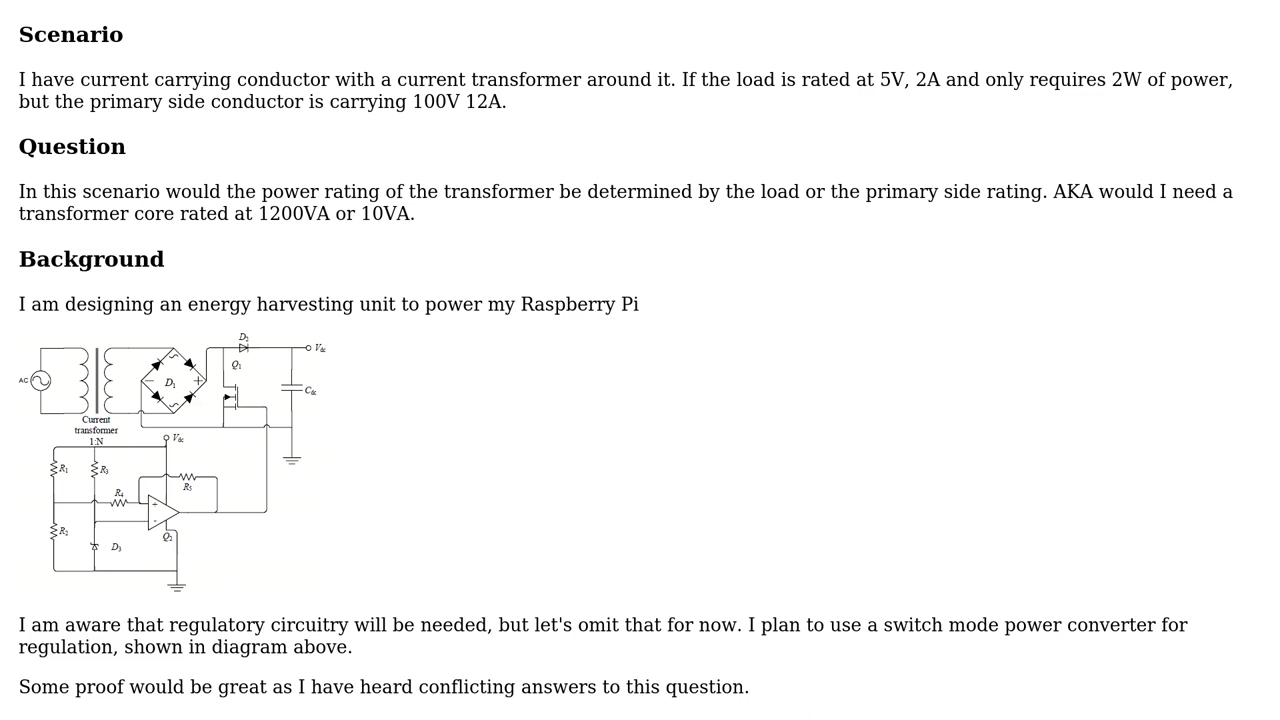 Scenario
I have current carrying conductor with a current transformer around it. If the load is rated at 5V, 2A and only requires 2W of power,
but the primary side conductor is carrying 100V 12A.
Question
In this scenario would the power rating of the transformer be determined by the load or the primary side rating. AKA would I need a
transformer core rated at 1200VA or 10VA.
Background
I am designing an energy harvesting unit to power my Raspberry Pi
D₂
Vdc
Q₁
AC
D₁
Cdc
Current
transformer
1:N
Vdc
R₁
R₃
R₅
R₄
+
-
R₂
Q₂
D₃
I am aware that regulatory circuitry will be needed, but let's omit that for now. I plan to use a switch mode power converter for
regulation, shown in diagram above.
Some proof would be great as I have heard conflicting answers to this question.